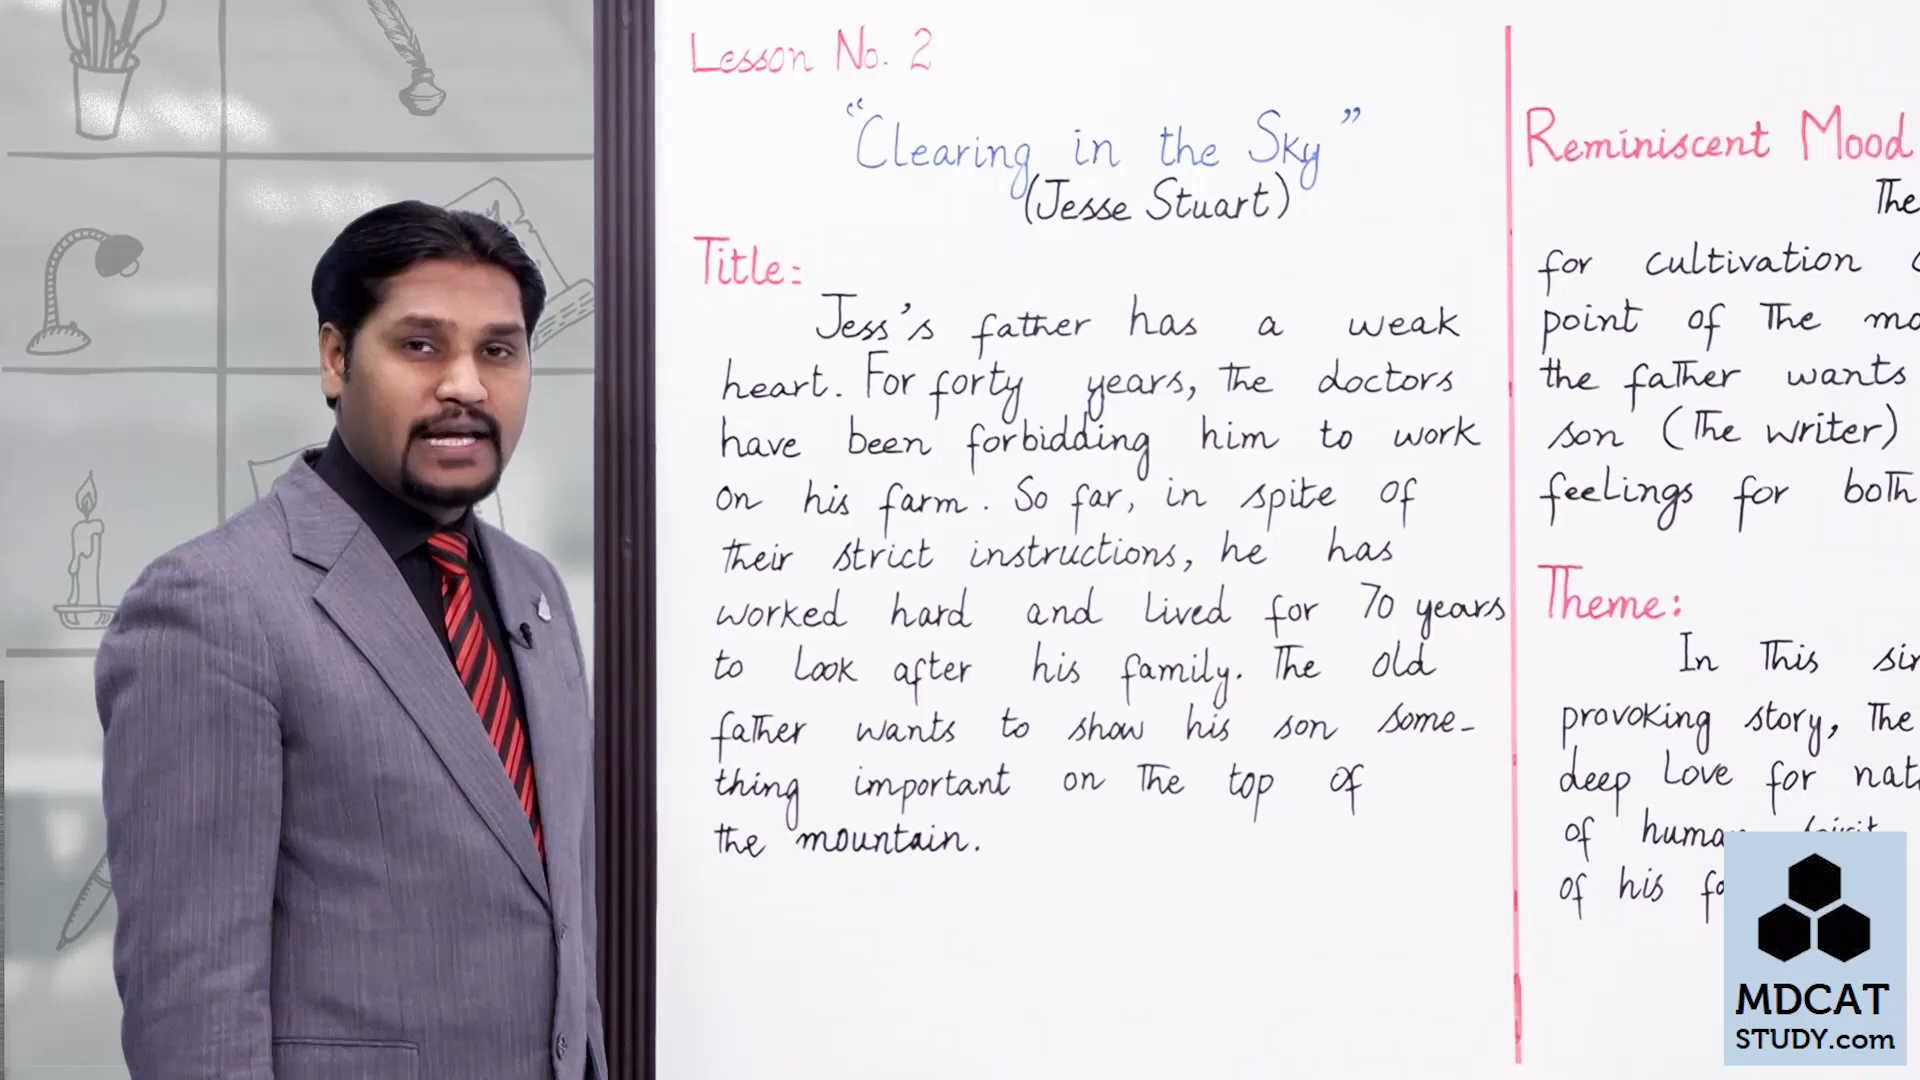 Lesson No. 2
"Clearing in the Sky"
(Jesse Stuart)
Title:
Jess's father has a weak
heart. For forty years, the doctors
have been forbidding him to work
on his farm. So far, in spite of
their strict instructions, he has
worked hard and lived for 70 years
to look after his family. The old
father wants to show his son some-
thing important on the top of
the mountain.
Reminiscent Mood
The
for cultivation
point of the
the father wants
son (The writer)
feelings for both
Theme:
In this
provoking story, the
deep love for
of
of his
MDCAT
STUDY.com